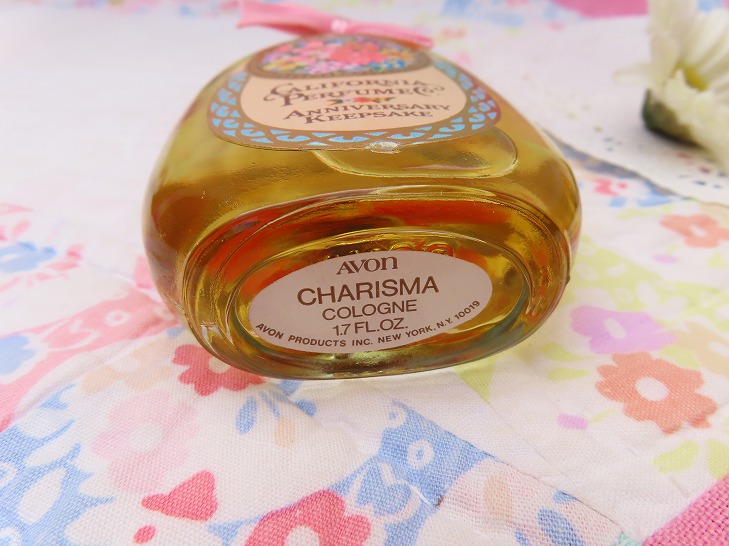 CALIFORNIA
PERFUME CO.
ANNIVERSARY
KEEPSAKE
AVON
CHARISMA
COLOGNE
1.7 FL.OZ.
AVON PRODUCTS INC. NEW YORK, N.Y. 10019